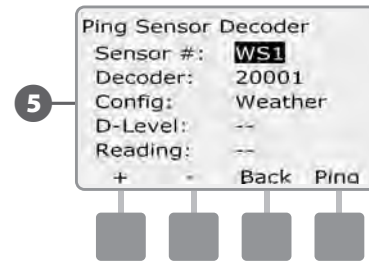 Ping Sensor Decoder
Sensor #: WS1
Decoder: 20001
5
Config: Weather
D-Level: --
Reading: --
+ - Back Ping